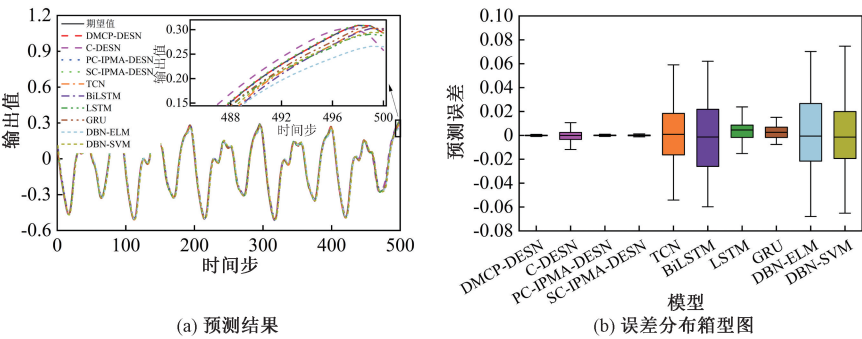 1.2
0.9
0.6
0.3
0
-0.3
-0.6
输出值
0
100
200
300
400
500
时间步
期望值
DMCP-DESN
C-DESN
PC-IPMA-DESN
SC-IPMA-DESN
TCN
BiLSTM
LSTM
GRU
DBN-ELM
DBN-SVM
0.30
0.25
0.20
0.15
输出值
488
492
496
500
时间步
(a) 预测结果
0.10
0.08
0.06
0.04
0.02
0
-0.02
-0.04
-0.06
0.08
预测误差
DMCP-DESN
C-DESN
PC-IPMA-DESN
SC-IPMA-DESN
TCN
BiLSTM
LSTM
GRU
DBN-ELM
DBN-SVM
模型
(b) 误差分布箱型图